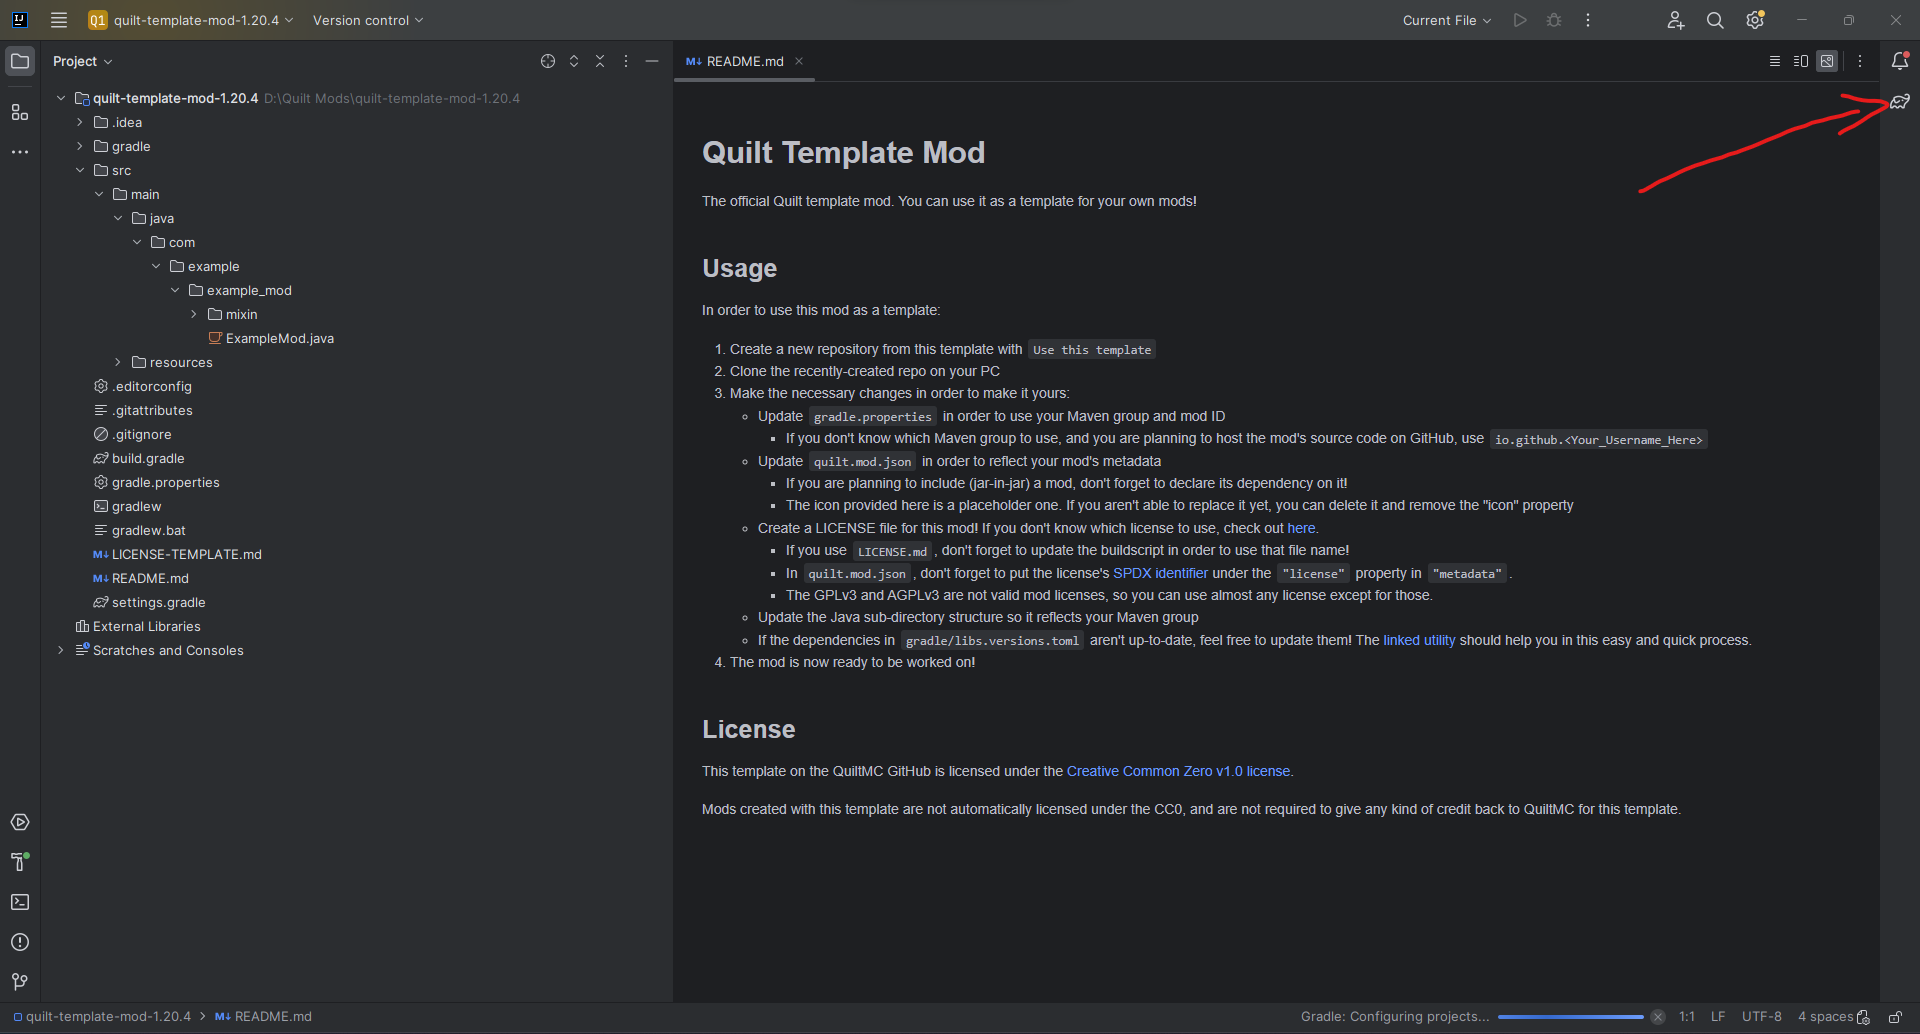 IJ
Q1 quilt-template-mod-1.20.4
Version control
Current File
Project
M↓ README.md
quilt-template-mod-1.20.4 D:\Quilt Mods\quilt-template-mod-1.20.4
.idea
gradle
src
main
java
com
example
example_mod
mixin
ExampleMod.java
resources
.editorconfig
.gitattributes
.gitignore
build.gradle
gradle.properties
gradlew
gradlew.bat
M↓ LICENSE-TEMPLATE.md
M↓ README.md
settings.gradle
External Libraries
Scratches and Consoles
Quilt Template Mod
The official Quilt template mod. You can use it as a template for your own mods!
Usage
In order to use this mod as a template:
1. Create a new repository from this template with Use this template
2. Clone the recently-created repo on your PC
3. Make the necessary changes in order to make it yours:
Update gradle.properties in order to use your Maven group and mod ID
If you don't know which Maven group to use, and you are planning to host the mod's source code on GitHub, use io.github.<Your_Username_Here>
Update quilt.mod.json in order to reflect your mod's metadata
If you are planning to include (jar-in-jar) a mod, don't forget to declare its dependency on it!
The icon provided here is a placeholder one. If you aren't able to replace it yet, you can delete it and remove the "icon" property
Create a LICENSE file for this mod! If you don't know which license to use, check out here.
If you use LICENSE.md, don't forget to update the buildscript in order to use that file name!
In quilt.mod.json, don't forget to put the license's SPDX identifier under the "license" property in "metadata".
The GPLv3 and AGPLv3 are not valid mod licenses, so you can use almost any license except for those.
Update the Java sub-directory structure so it reflects your Maven group
If the dependencies in gradle/libs.versions.toml aren't up-to-date, feel free to update them! The linked utility should help you in this easy and quick process.
4. The mod is now ready to be worked on!
License
This template on the QuiltMC GitHub is licensed under the Creative Common Zero v1.0 license.
Mods created with this template are not automatically licensed under the CC0, and are not required to give any kind of credit back to QuiltMC for this template.
quilt-template-mod-1.20.4 > M↓ README.md
Gradle: Configuring projects...
1:1 LF UTF-8 4 spaces